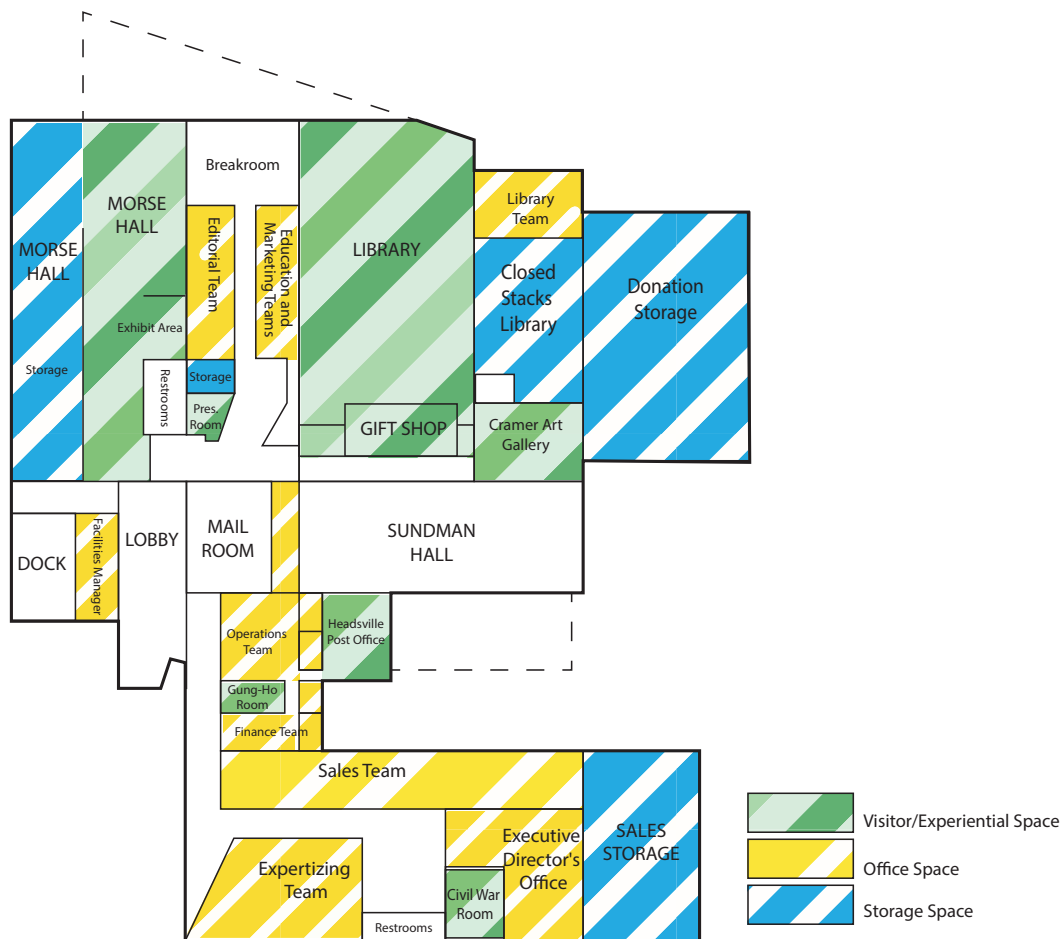 Breakroom
MORSE
HALL
MORSE
HALL
Exhibit Area
Storage
Editorial Team
Education and
Marketing Teams
LIBRARY
Library
Team
Closed
Stacks
Library
Donation
Storage
Restrooms
Storage
Pres.
Room
GIFT SHOP
Cramer Art
Gallery
DOCK
Facilities Manager
LOBBY
MAIL
ROOM
SUNDMAN
HALL
Operations
Team
Headsville
Post Office
Gung-Ho
Room
Finance Team
Sales Team
Expertizing
Team
Restrooms
Executive
Director's
Office
Civil War
Room
SALES
STORAGE
Visitor/Experiential Space
Office Space
Storage Space